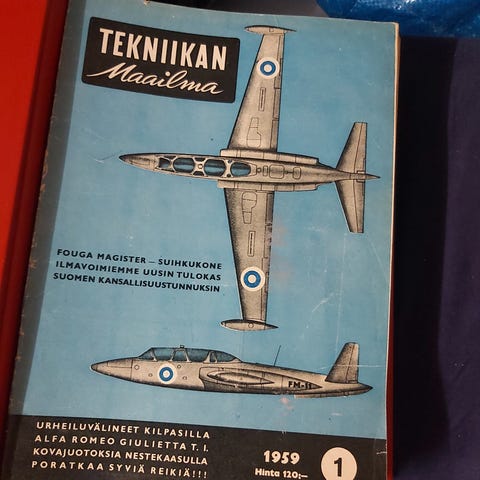 TEKNIIKAN
Maailma
FOUGA MAGISTER – SUIHKUKONE
ILMAVOIMIEMME UUSIN TULOKAS
SUOMEN KANSALLISUUSTUNNUKSIN
FM-11
URHEILUVÄLINEET KILPASILLA
ALFA ROMEO GIULIETTA T. I.
KOVAJUOTOKSIA NESTEKAASULLA
PORATKAA SYVIÄ REIKIÄ!!!
1959
Hinta 120;–
1